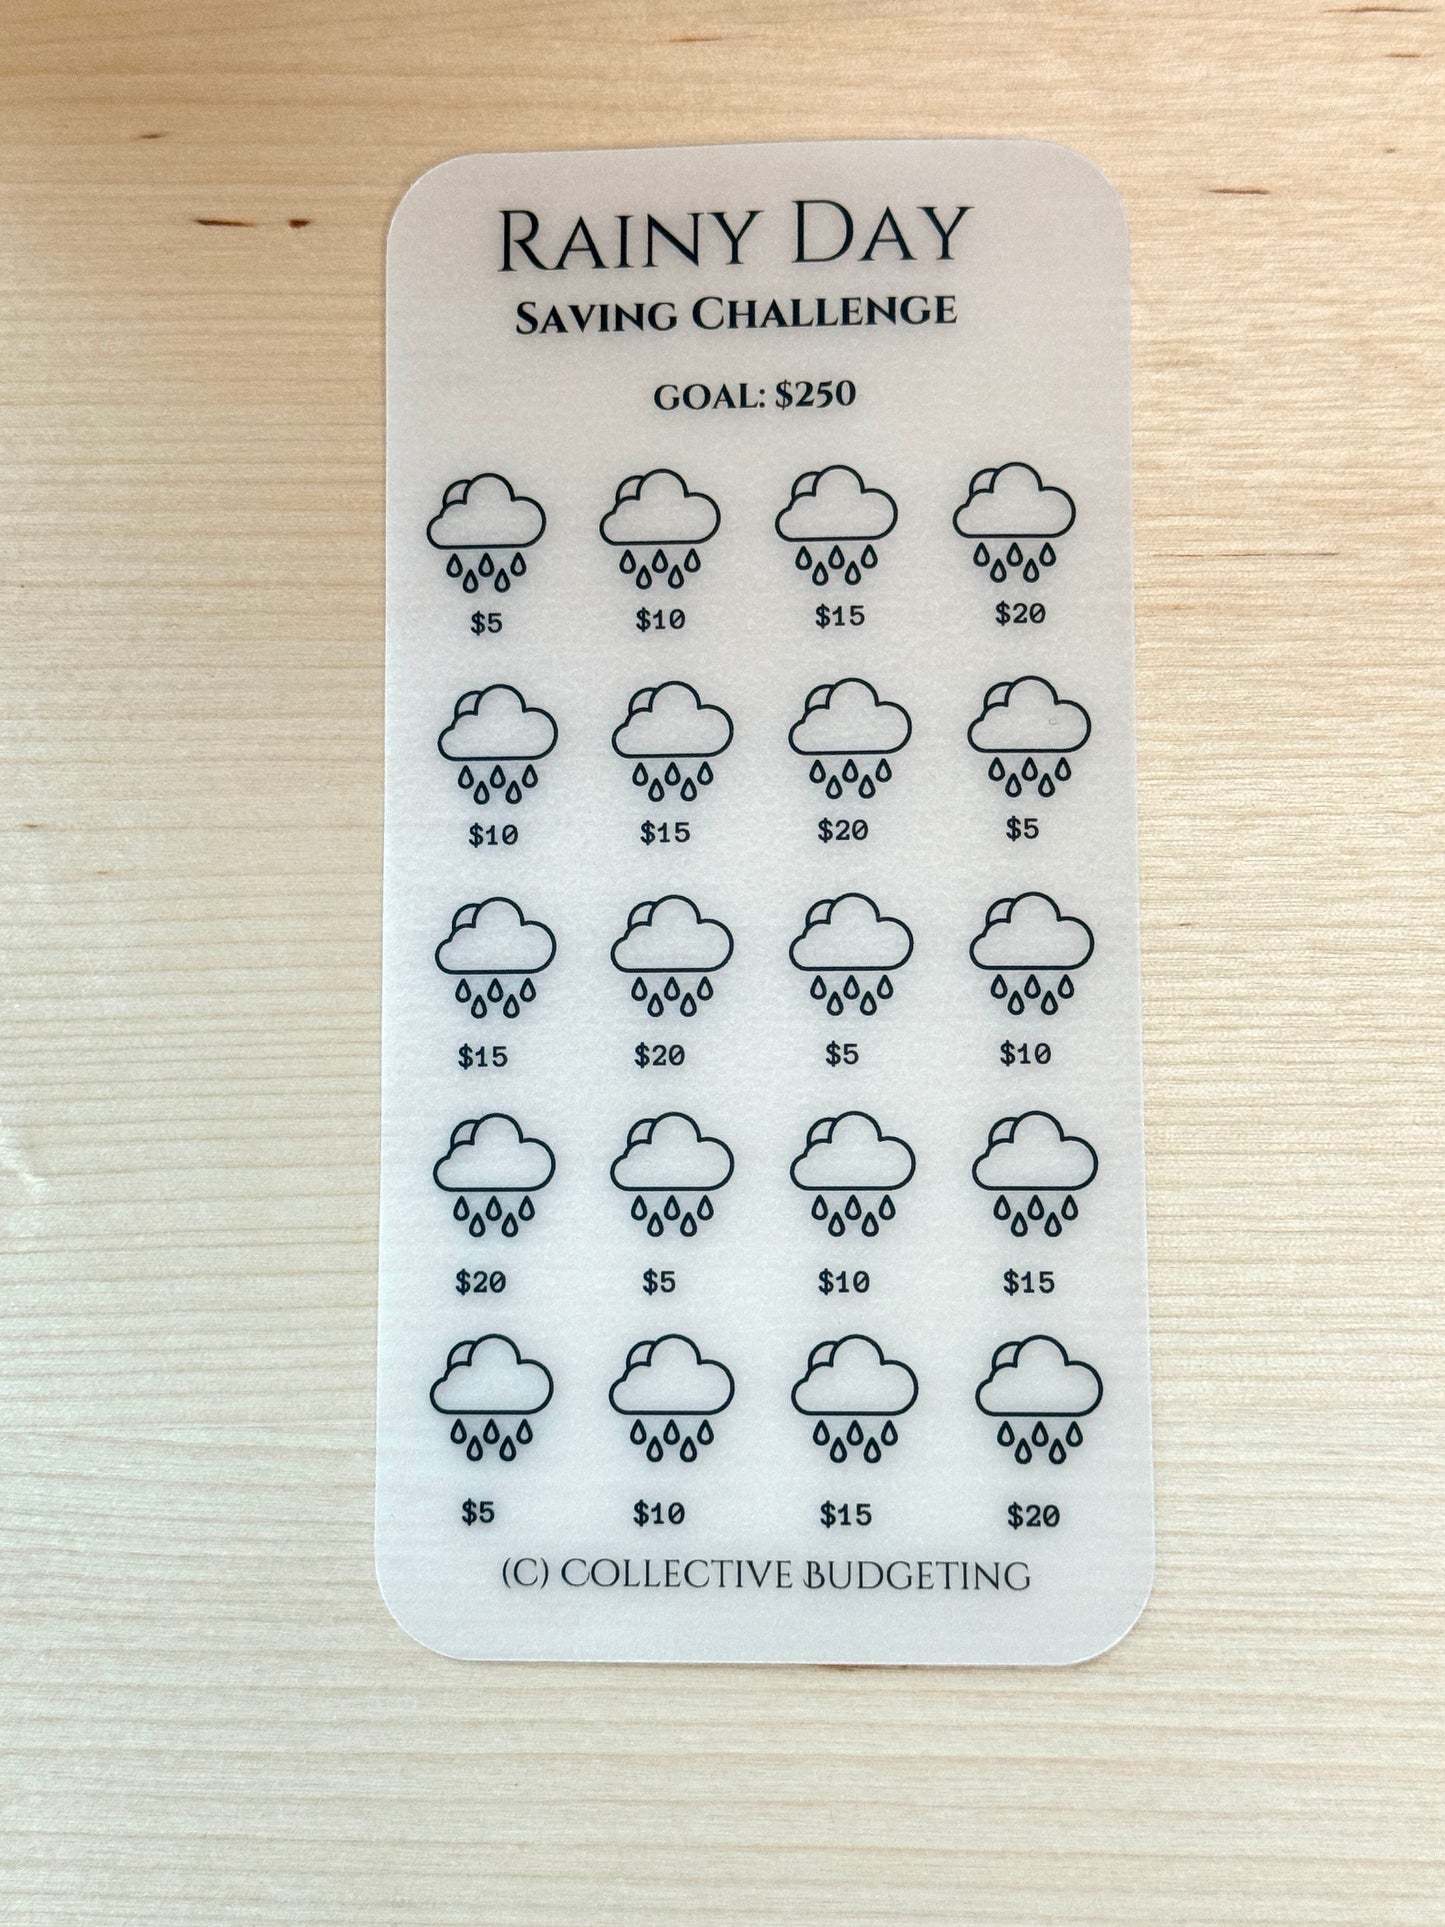 Rainy Day
Saving Challenge
GOAL: $250
$5 $10 $15 $20
$10 $15 $20 $5
$15 $20 $5 $10
$20 $5 $10 $15
$5 $10 $15 $20
(C) Collective Budgeting